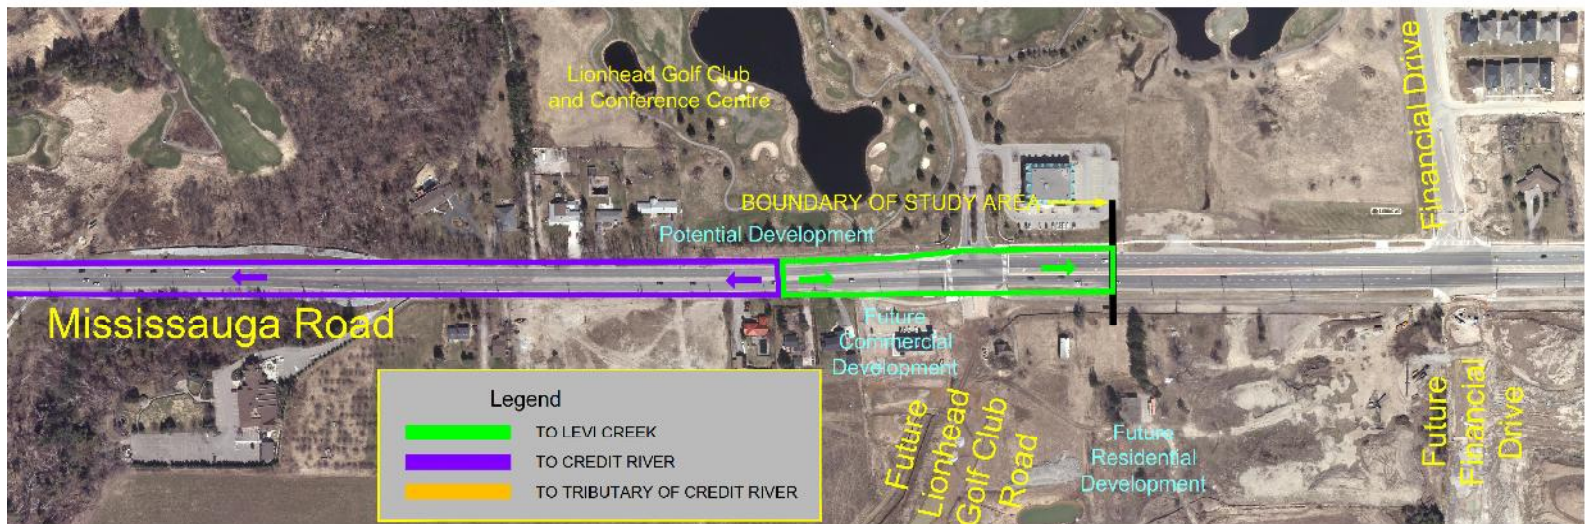 Lionhead Golf Club
and Conference Centre
Financial Drive
BOUNDARY OF STUDY AREA
Potential Development
Mississauga Road
Future
Commercial
Development
Legend
TO LEVI CREEK
TO CREDIT RIVER
TO TRIBUTARY OF CREDIT RIVER
Future
Lionhead
Golf Club
Road
Future
Residential
Development
Future
Financial
Drive